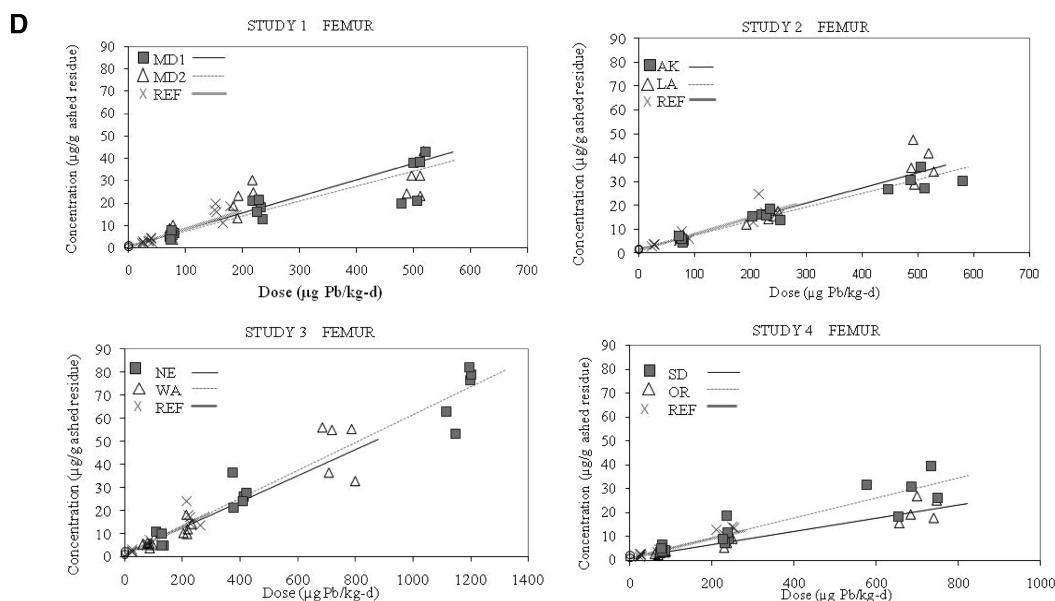 D
STUDY 1 FEMUR
Concentration (µg/g ashed residue)
90
80
70
60
50
40
30
20
10
0
MD1
MD2
REF
0 100 200 300 400 500 600 700
Dose (µg Pb/kg-d)
STUDY 2 FEMUR
Concentration (µg/g ashed residue)
90
80
70
60
50
40
30
20
10
0
AK
LA
REF
0 100 200 300 400 500 600 700
Dose (µg Pb/kg-d)
STUDY 3 FEMUR
Concentration (µg/g ashed residue)
90
80
70
60
50
40
30
20
10
0
NE
WA
REF
0 200 400 600 800 1000 1200 1400
Dose (µg Pb/kg-d)
STUDY 4 FEMUR
Concentration (µg/g ashed residue)
90
80
70
60
50
40
30
20
10
0
SD
OR
REF
0 200 400 600 800 1000
Dose (µg Pb/kg-d)